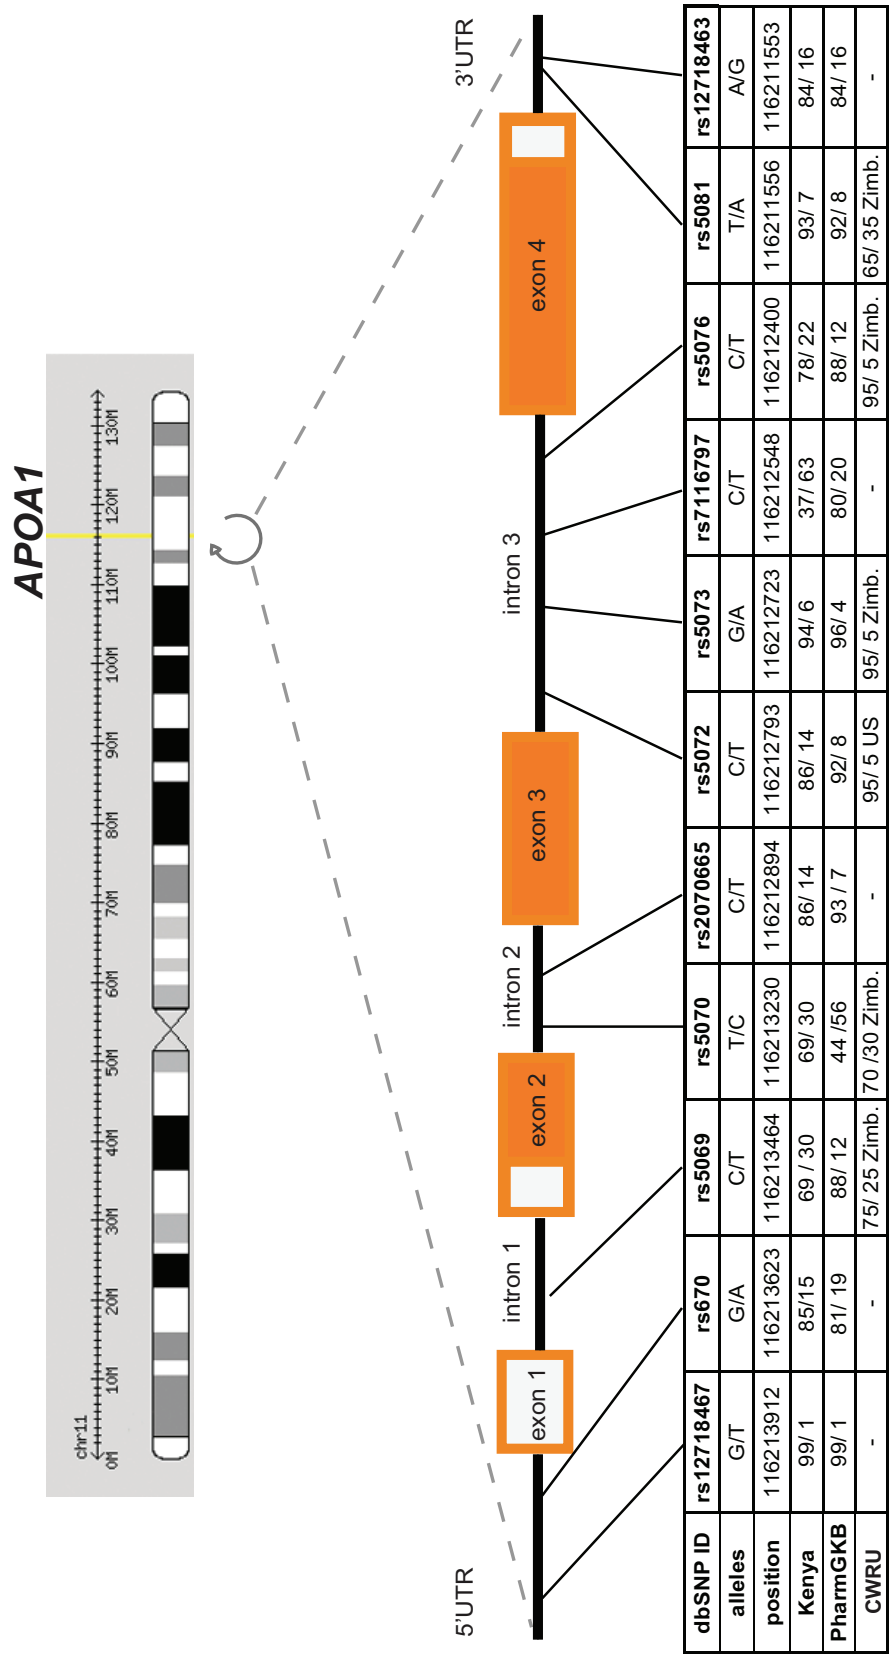 APOA1
chr11
0M 10M 20M 30M 40M 50M 60M 70M 80M 90M 100M 110M 120M 130M
5'UTR 3'UTR
intron 1 intron 2 intron 3
exon 1 exon 2 exon 3 exon 4
dbSNP ID rs12718467 rs670 rs5069 rs5070 rs2070665 rs5072 rs5073 rs7116797 rs5076 rs5081 rs12718463
alleles G/T G/A C/T T/C C/T C/T G/A C/T C/T T/A A/G
position 116213912 116213623 116213464 116213230 116212894 116212793 116212723 116212548 116212400 116211556 116211553
Kenya 99/ 1 85/15 69 / 30 69/ 30 86/ 14 86/ 14 94/ 6 37/ 63 78/ 22 93/ 7 84/ 16
PharmGKB 99/ 1 81/ 19 88/ 12 44 /56 93 / 7 92/ 8 96/ 4 80/ 20 88/ 12 92/ 8 84/ 16
CWRU - - 75/ 25 Zimb. 70 /30 Zimb. - 95/ 5 US 95/ 5 Zimb. - 95/ 5 Zimb. 65/ 35 Zimb. -